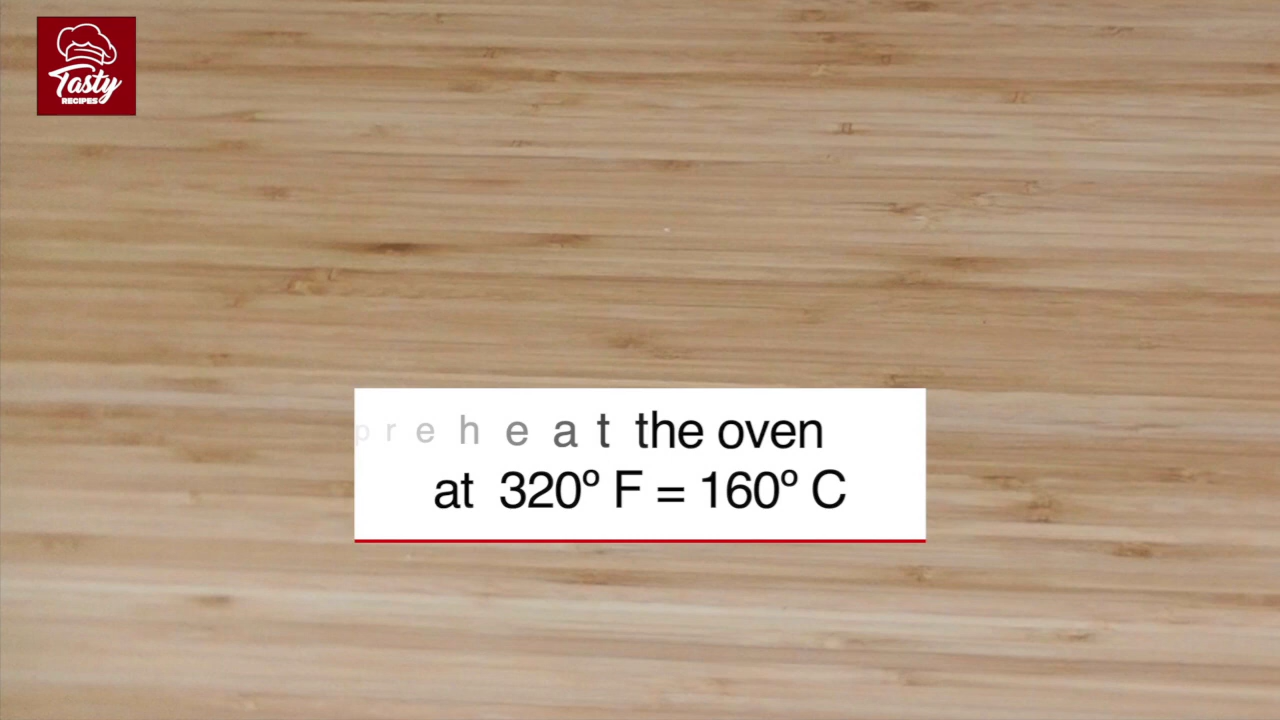 Tasty
RECIPES
preheat the oven
at 320º F = 160º C